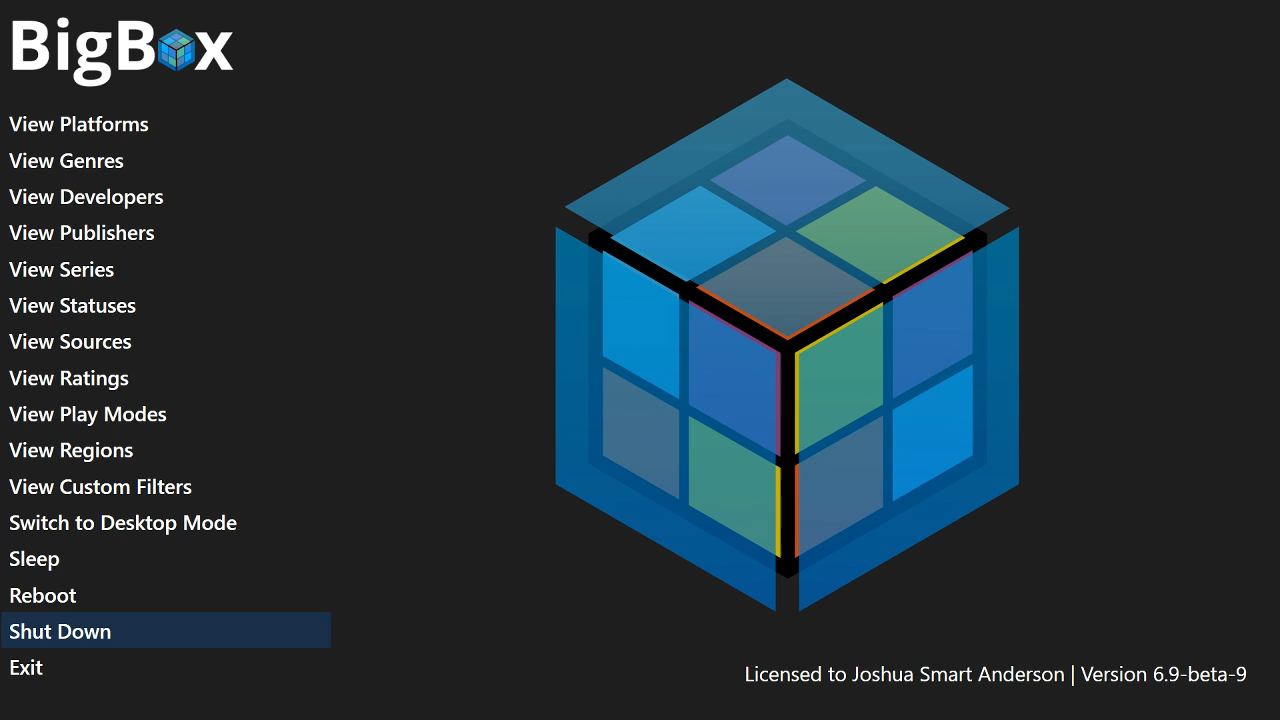 BigBox
View Platforms
View Genres
View Developers
View Publishers
View Series
View Statuses
View Sources
View Ratings
View Play Modes
View Regions
View Custom Filters
Switch to Desktop Mode
Sleep
Reboot
Shut Down
Exit
Licensed to Joshua Smart Anderson | Version 6.9-beta-9